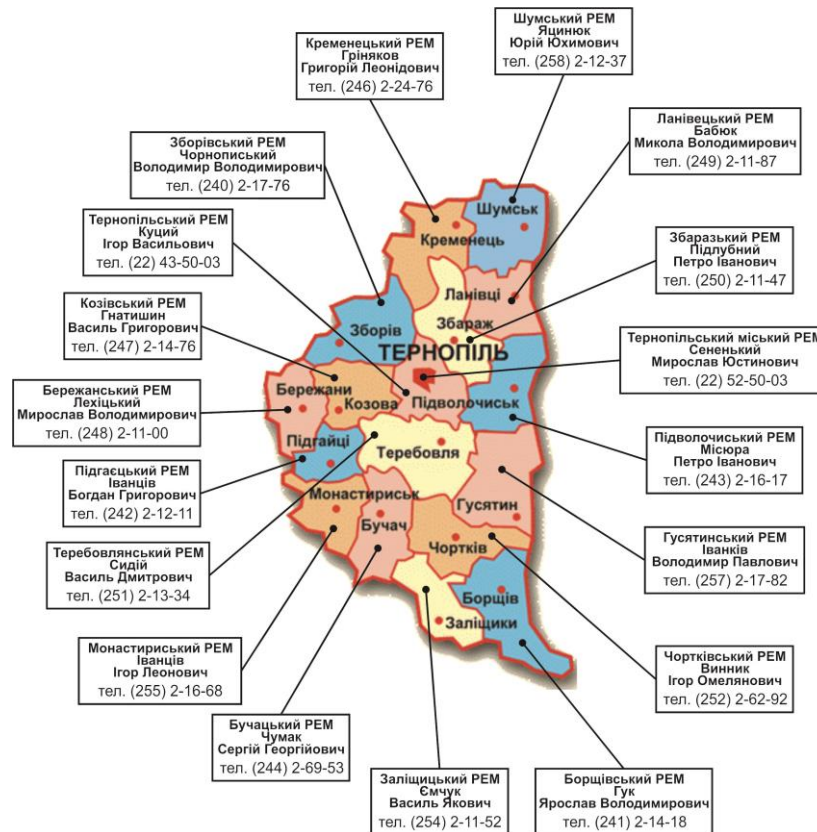 Шумський РЕМ
Яцинюк
Юрій Юхимович
тел. (258) 2-12-37
Кременецький РЕМ
Гріняков
Григорій Леонідович
тел. (246) 2-24-76
Ланівецький РЕМ
Бабюк
Микола Володимирович
тел. (249) 2-11-87
Зборівський РЕМ
Чорнописький
Володимир Володимирович
тел. (240) 2-17-76
Тернопільський РЕМ
Куций
Ігор Васильович
тел. (22) 43-50-03
Збаразький РЕМ
Підлубний
Петро Іванович
тел. (250) 2-11-47
Козівський РЕМ
Гнатишин
Василь Григорович
тел. (247) 2-14-76
Тернопільський міський РЕМ
Сененький
Мирослав Юстинович
тел. (22) 52-50-03
Бережанський РЕМ
Лехіцький
Мирослав Володимирович
тел. (248) 2-11-00
Підволочиський РЕМ
Місюра
Петро Іванович
тел. (243) 2-16-17
Підгаєцький РЕМ
Іванців
Богдан Григорович
тел. (242) 2-12-11
Гусятинський РЕМ
Іванків
Володимир Павлович
тел. (257) 2-17-82
Теребовлянський РЕМ
Сидій
Василь Дмитрович
тел. (251) 2-13-34
Монастириський РЕМ
Іванців
Ігор Леонович
тел. (255) 2-16-68
Чортківський РЕМ
Винник
Ігор Омелянович
тел. (252) 2-62-92
Бучацький РЕМ
Чумак
Сергій Георгійович
тел. (244) 2-69-53
Заліщицький РЕМ
Ємчук
Василь Якович
тел. (254) 2-11-52
Борщівський РЕМ
Гук
Ярослав Володимирович
тел. (241) 2-14-18
Шумськ
Кременець
Ланівці
Збараж
Зборів
ТЕРНОПІЛЬ
Бережани
Козова
Підволочиськ
Підгайці
Теребовля
Монастириськ
Гусятин
Бучач
Чортків
Борщів
Заліщики